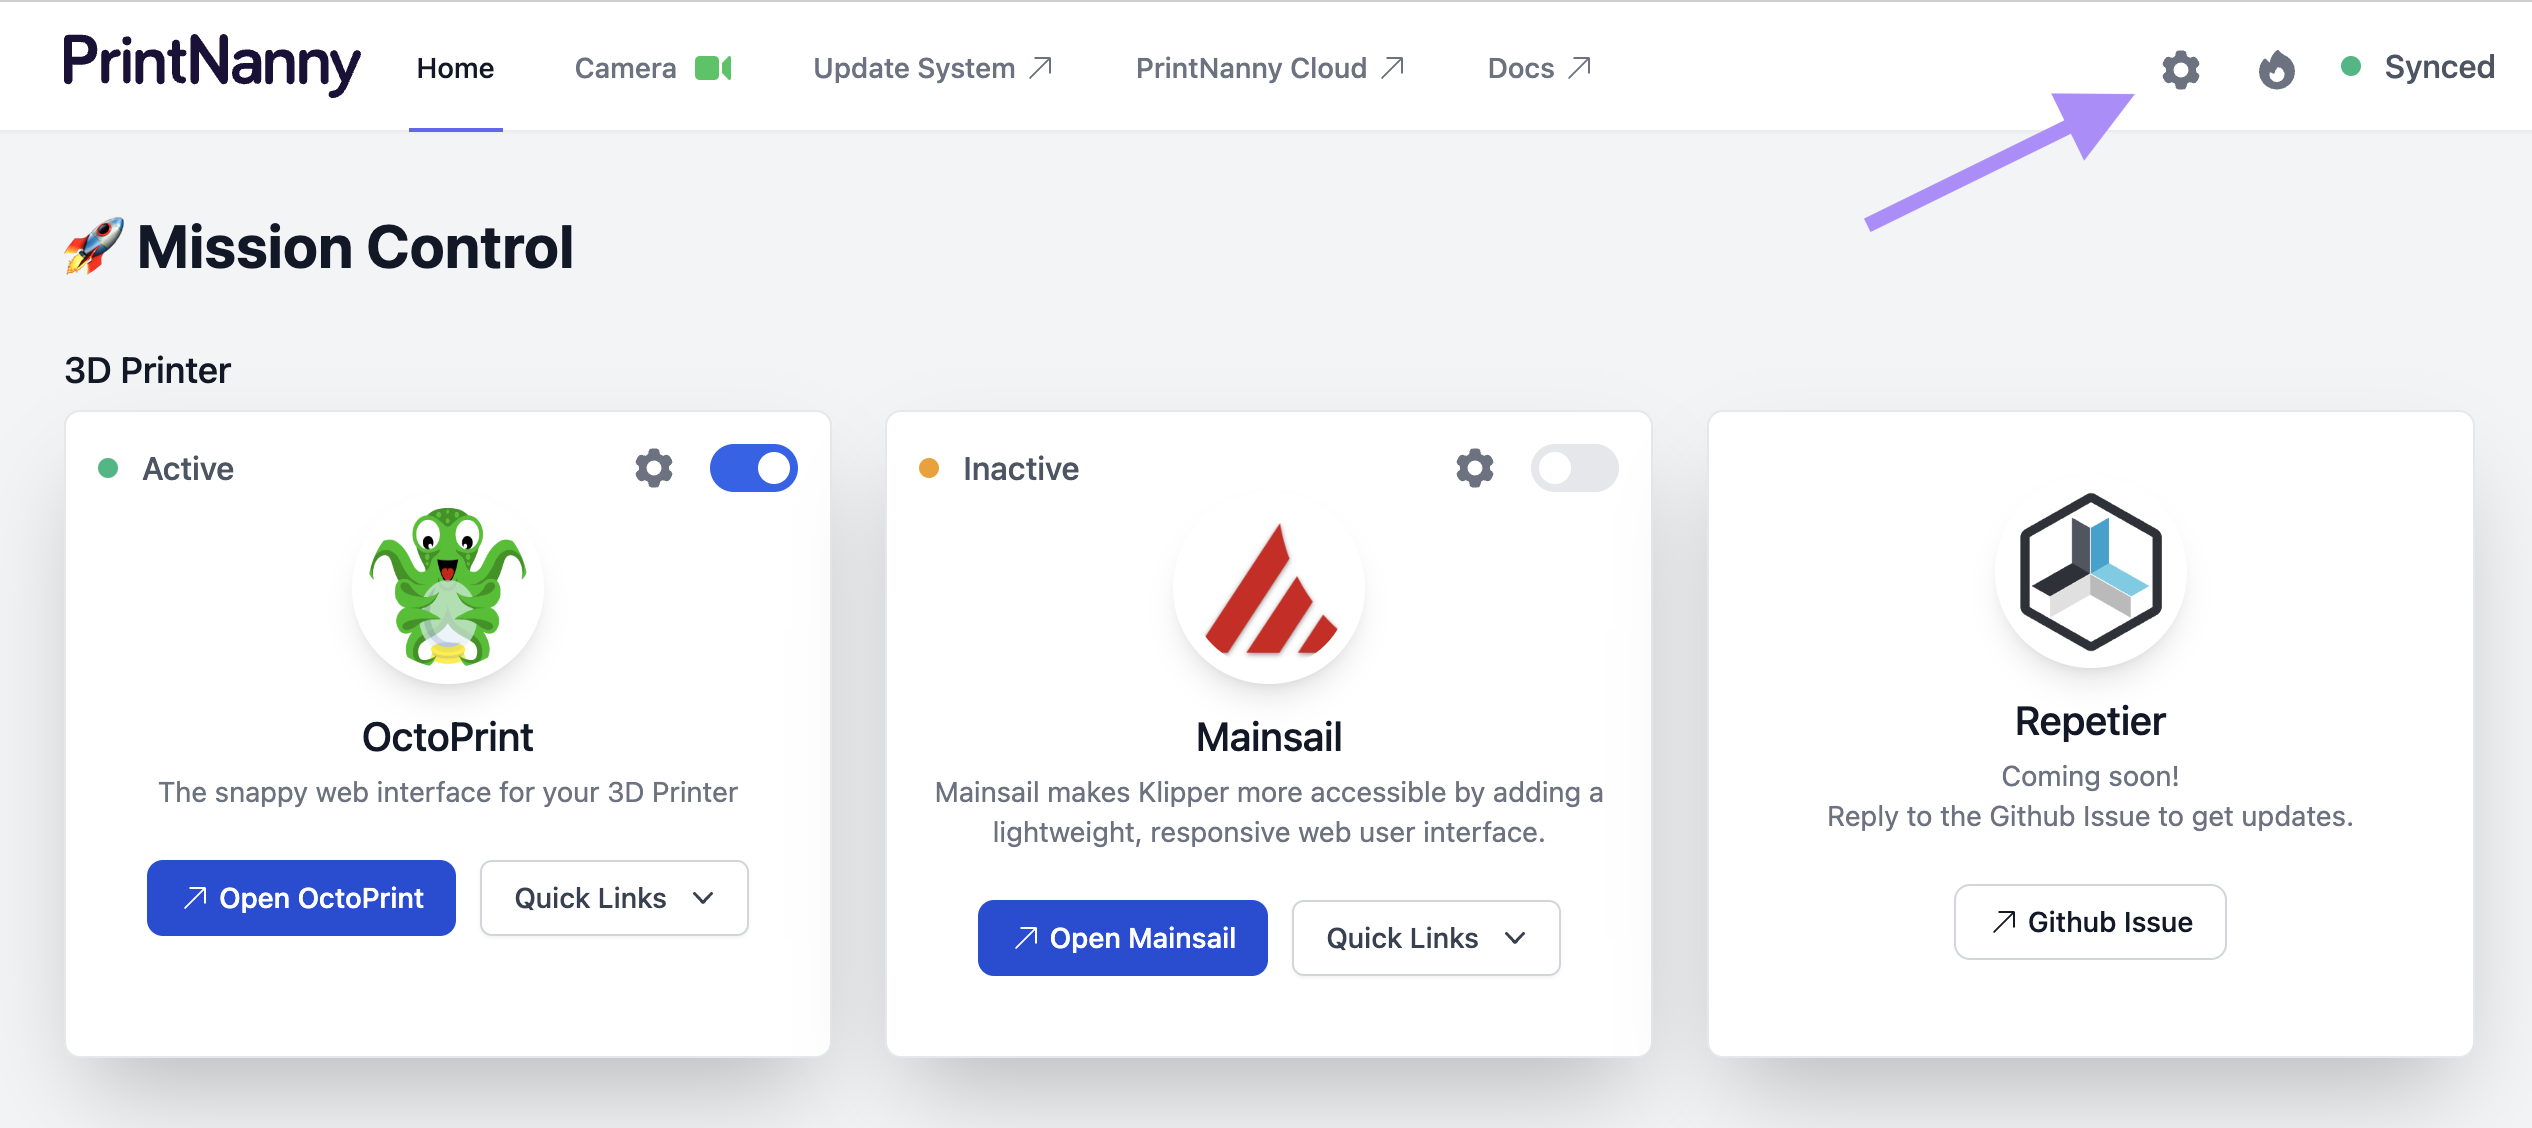 PrintNanny
Home
Camera
Update System
PrintNanny Cloud
Docs
Synced
Mission Control
3D Printer
Active
OctoPrint
The snappy web interface for your 3D Printer
Open OctoPrint
Quick Links
Inactive
Mainsail
Mainsail makes Klipper more accessible by adding a
lightweight, responsive web user interface.
Open Mainsail
Quick Links
Repetier
Coming soon!
Reply to the Github Issue to get updates.
Github Issue